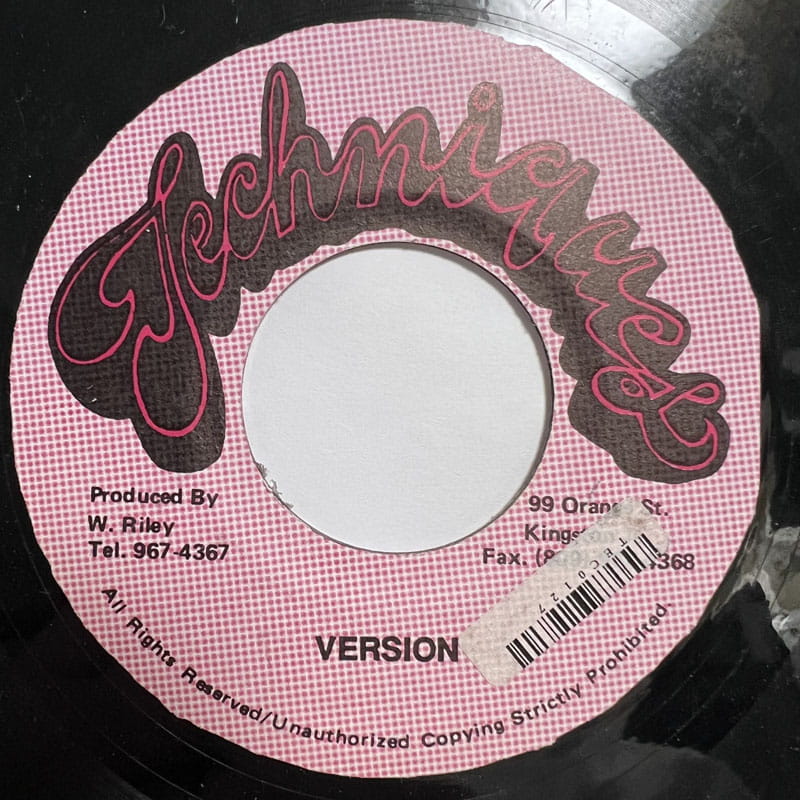 Techniques
Produced By
W. Riley
Tel. 967-4367
99 Orange St.
Kingston
Fax. 4368
TEC0127
VERSION
All Rights Reserved/Unauthorized Copying Strictly Prohibited.